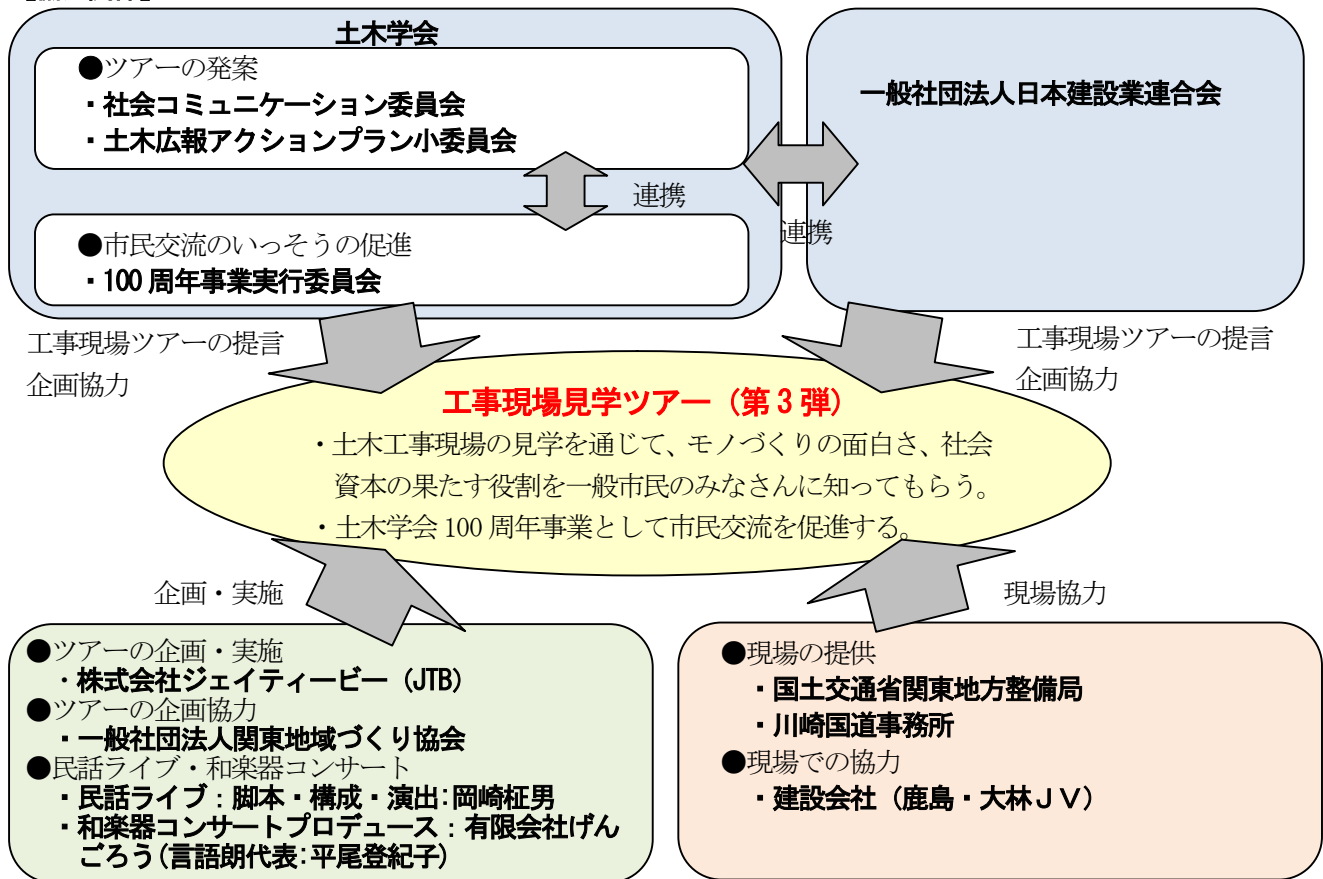 土木学会
●ツアーの発案
・社会コミュニケーション委員会
・土木広報アクションプラン小委員会
連携
●市民交流のいっそうの促進
・100周年事業実行委員会
一般社団法人日本建設業連合会
連携
工事現場ツアーの提言
企画協力
工事現場ツアーの提言
企画協力
工事現場見学ツアー（第3弾）
・土木工事現場の見学を通じて、モノづくりの面白さ、社会
資本の果たす役割を一般市民のみなさんに知ってもらう。
・土木学会100周年事業として市民交流を促進する。
企画・実施
現場協力
●ツアーの企画・実施
・株式会社ジェイティービー（JTB）
●ツアーの企画協力
・一般社団法人関東地域づくり協会
●民話ライブ・和楽器コンサート
・民話ライブ：脚本・構成・演出:岡崎柾男
・和楽器コンサートプロデュース：有限会社げん
ごろう(言語朗代表:平尾登紀子)
●現場の提供
・国土交通省関東地方整備局
・川崎国道事務所
●現場での協力
・建設会社（鹿島・大林ＪＶ）